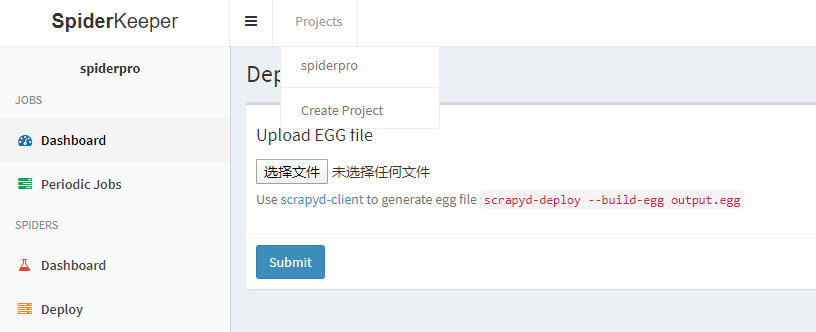 SpiderKeeper
Projects
spiderpro
JOBS
Dashboard
Periodic Jobs
SPIDERS
Dashboard
Deploy
spiderpro
Create Project
Dep
Upload EGG file
选择文件 未选择任何文件
Use scrapyd-client to generate egg file scrapyd-deploy --build-egg output.egg
Submit